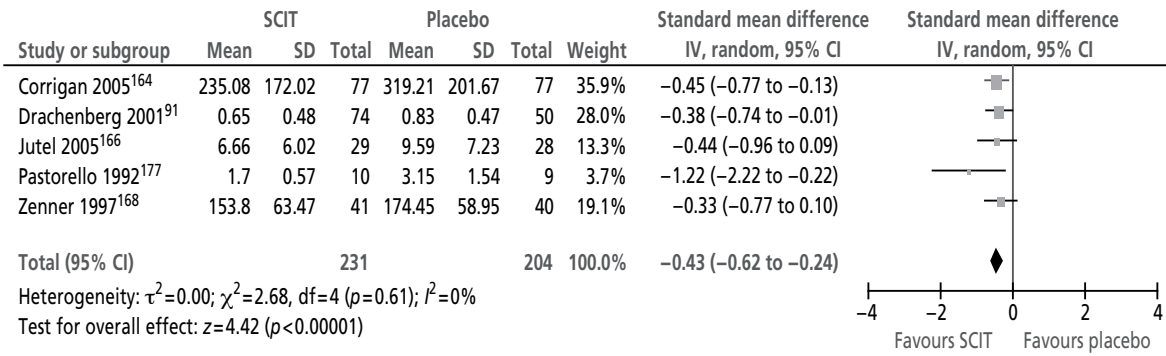 SCIT Placebo Standard mean difference Standard mean difference
Study or subgroup Mean SD Total Mean SD Total Weight IV, random, 95% CI IV, random, 95% CI
Corrigan 2005¹⁶⁴ 235.08 172.02 77 319.21 201.67 77 35.9% −0.45 (−0.77 to −0.13)
Drachenberg 2001⁹¹ 0.65 0.48 74 0.83 0.47 50 28.0% −0.38 (−0.74 to −0.01)
Jutel 2005¹⁶⁶ 6.66 6.02 29 9.59 7.23 28 13.3% −0.44 (−0.96 to 0.09)
Pastorello 1992¹⁷⁷ 1.7 0.57 10 3.15 1.54 9 3.7% −1.22 (−2.22 to −0.22)
Zenner 1997¹⁶⁸ 153.8 63.47 41 174.45 58.95 40 19.1% −0.33 (−0.77 to 0.10)
Total (95% CI) 231 204 100.0% −0.43 (−0.62 to −0.24)
Heterogeneity: τ²=0.00; χ²=2.68, df=4 (p=0.61); I²=0%
Test for overall effect: z=4.42 (p<0.00001)
−4 −2 0 2 4
Favours SCIT Favours placebo